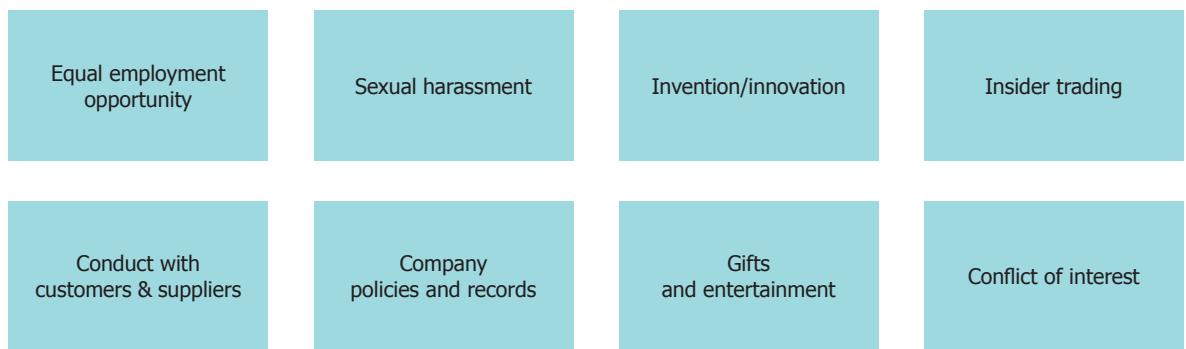 Equal employment
opportunity
Sexual harassment
Invention/innovation
Insider trading
Conduct with
customers & suppliers
Company
policies and records
Gifts
and entertainment
Conflict of interest